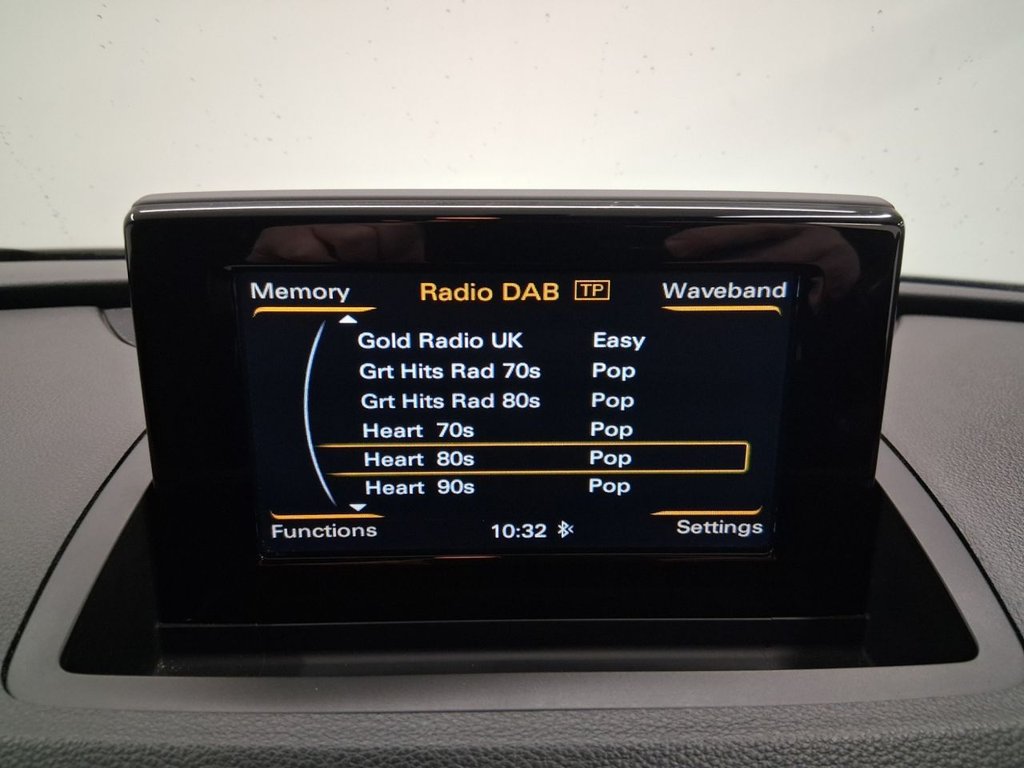 Memory Radio DAB TP Waveband
Gold Radio UK Easy
Grt Hits Rad 70s Pop
Grt Hits Rad 80s Pop
Heart 70s Pop
Heart 80s Pop
Heart 90s Pop
Functions 10:32 Settings